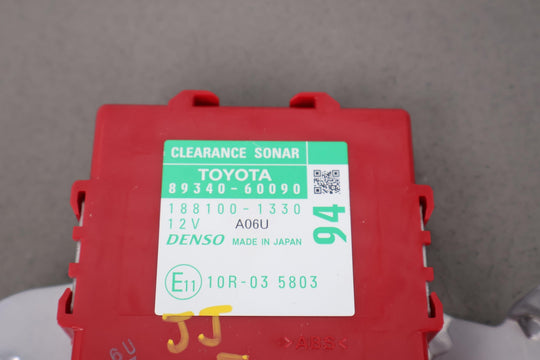 CLEARANCE SONAR
TOYOTA
89340-60090
188100-1330
12V A06U
DENSO MADE IN JAPAN
94
E11 10R-03 5803
JJ